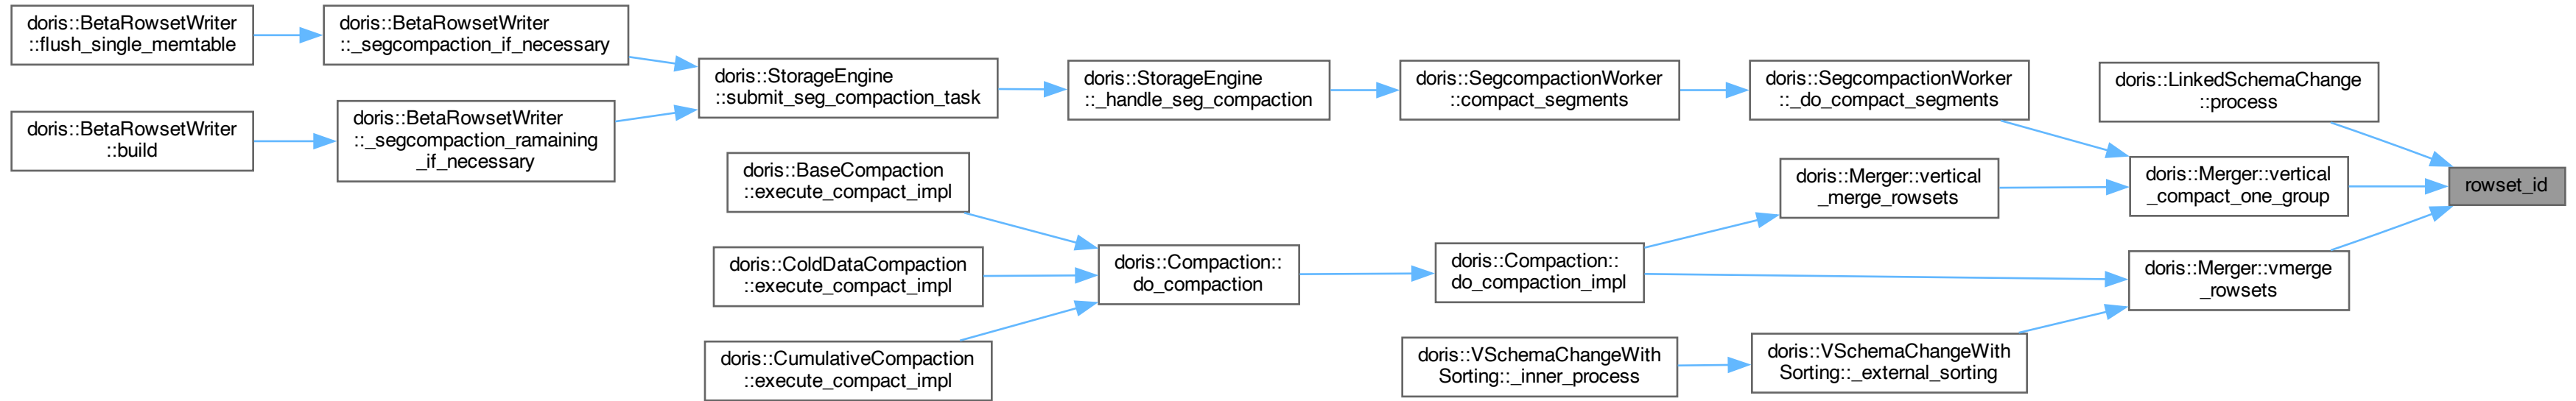 doris::BetaRowsetWriter
::flush_single_memtable
doris::BetaRowsetWriter
::_segcompaction_if_necessary
doris::StorageEngine
::submit_seg_compaction_task
doris::StorageEngine
::_handle_seg_compaction
doris::SegcompactionWorker
::compact_segments
doris::SegcompactionWorker
::_do_compact_segments
doris::LinkedSchemaChange
::process
doris::BetaRowsetWriter
::build
doris::BetaRowsetWriter
::_segcompaction_ramaining
_if_necessary
doris::BaseCompaction
::execute_compact_impl
doris::Merger::vertical
_merge_rowsets
doris::Merger::vertical
_compact_one_group
rowset_id
doris::ColdDataCompaction
::execute_compact_impl
doris::Compaction::
do_compaction
doris::Compaction::
do_compaction_impl
doris::Merger::vmerge
_rowsets
doris::CumulativeCompaction
::execute_compact_impl
doris::VSchemaChangeWith
Sorting::_inner_process
doris::VSchemaChangeWith
Sorting::_external_sorting